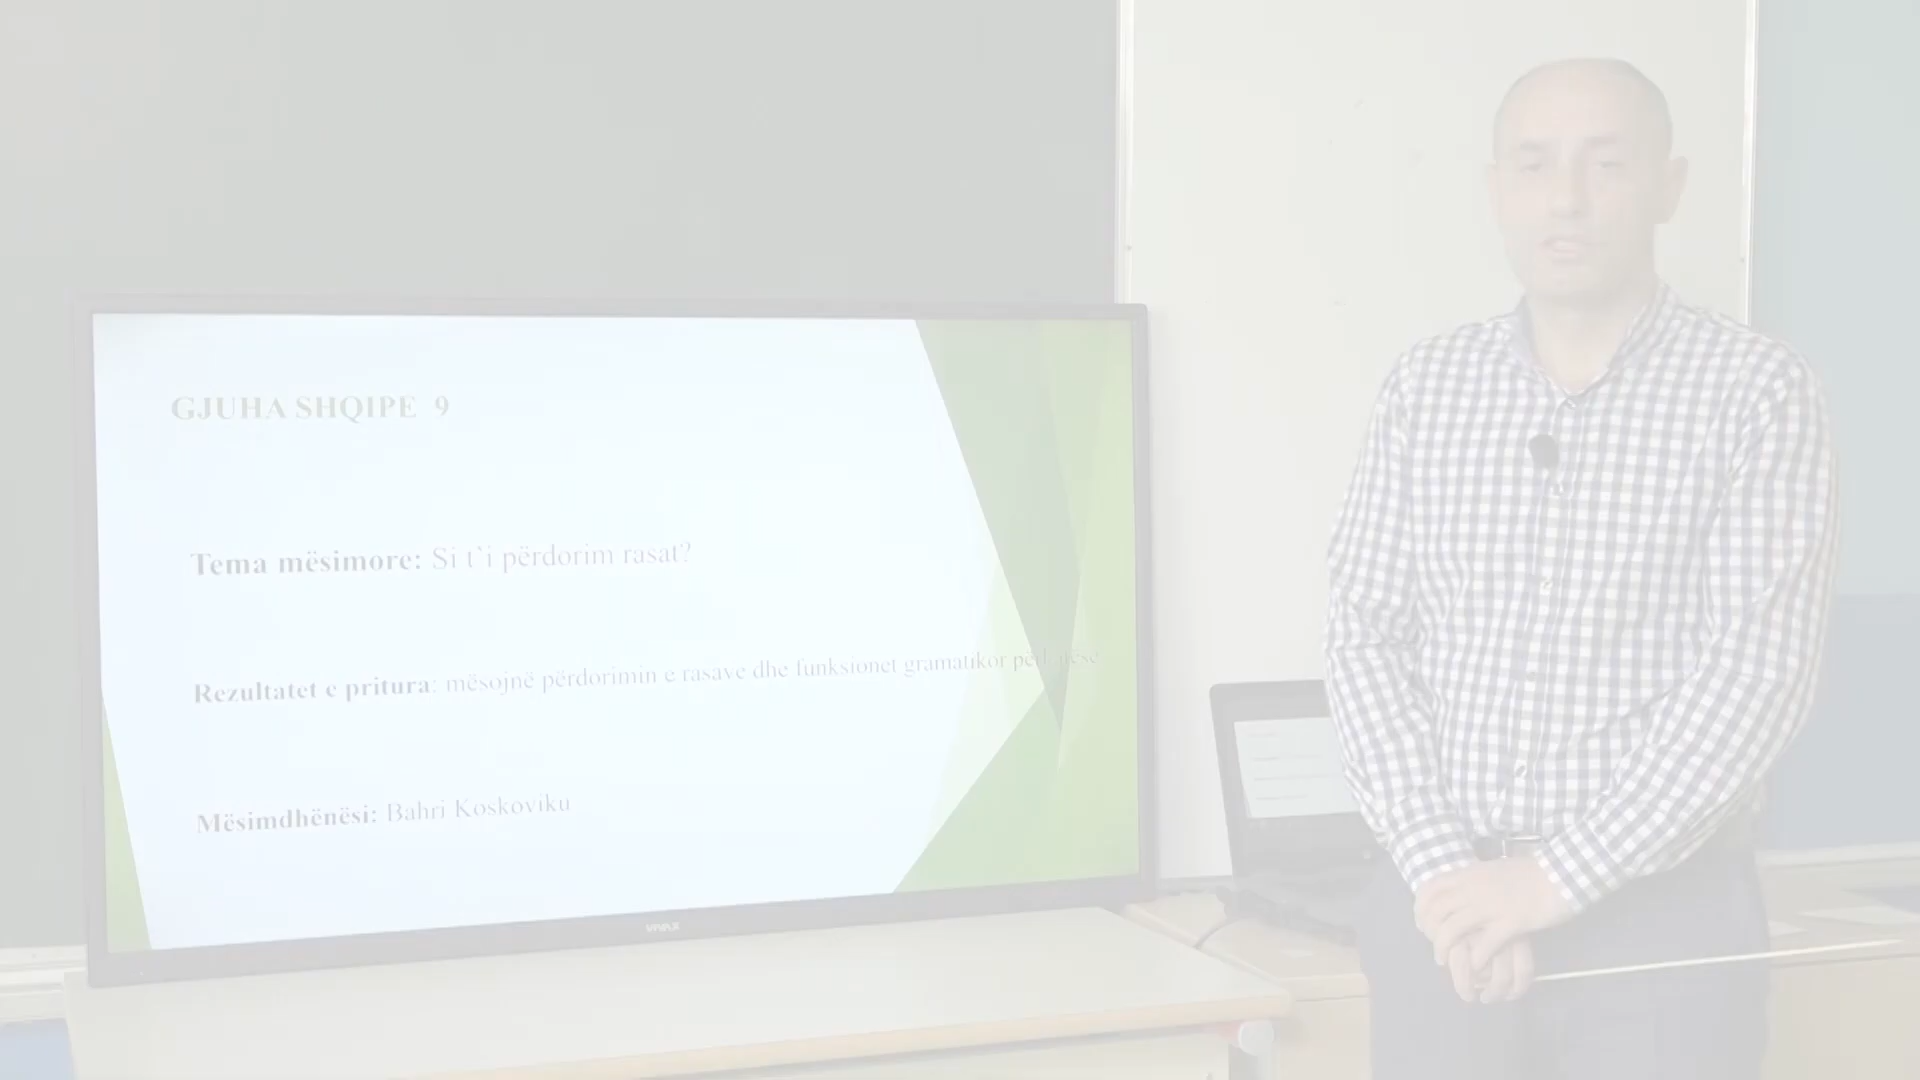 GJUHA SHQIPE 9
Tema mësimore: Si t`i përdorim rasat?
Rezultatet e pritura: mësojnë përdorimin e rasave dhe funksionet gramatikor përkatëse
Mësimdhënësi: Bahri Koskoviku
VIVAX